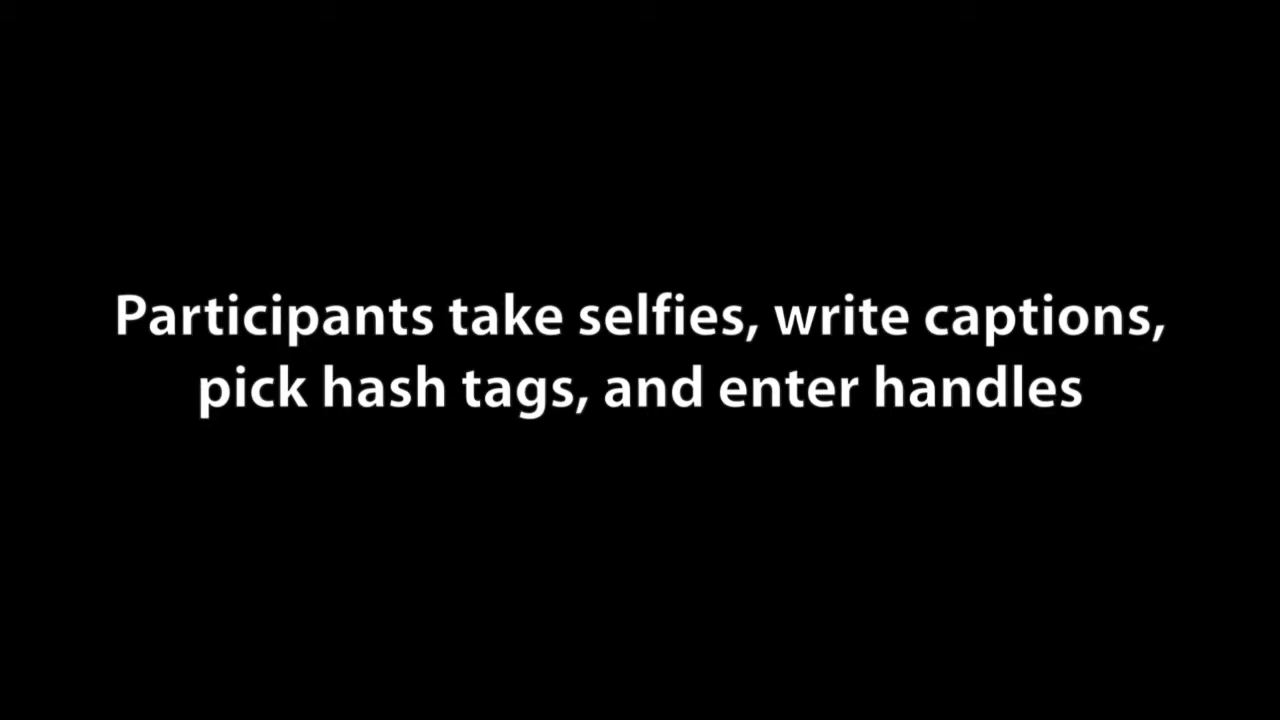 Participants take selfies, write captions,
pick hash tags, and enter handles